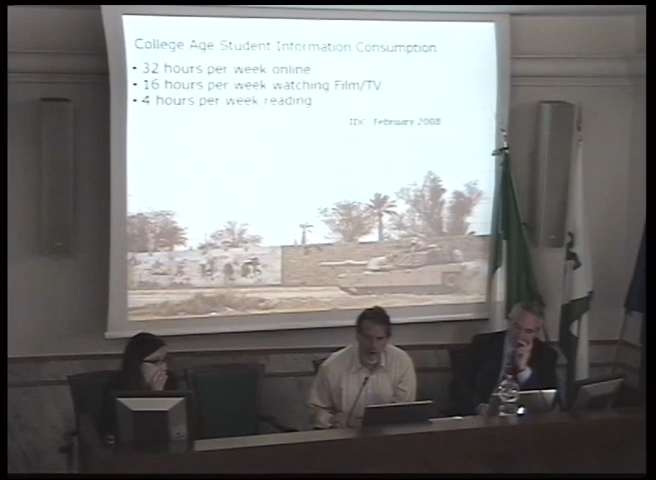 College Age Student Information Consumption
• 32 hours per week online
• 16 hours per week watching Film/TV
• 4 hours per week reading
IDC February 2008